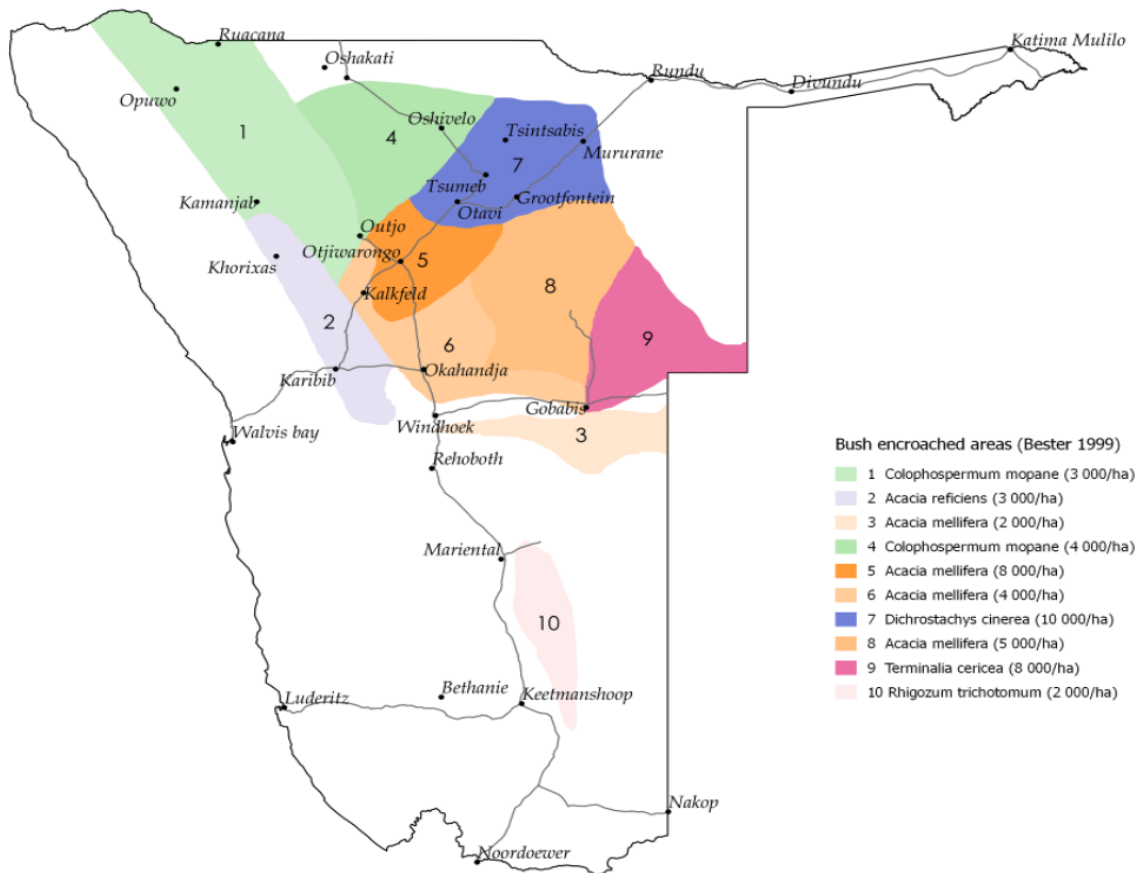 Ruacana
Oshakati
Katima Mulilo
Rundu
Divundu
Opuwo
1
Oshivelo
4
Tsintsabis
7
Mururane
Tsumeb
Kamanjab
Grootfontein
Otavi
Outjo
Otjiwarongo
5
Khorixas
8
Kalkfeld
2
6
9
Karibib
Okahandja
Gobabis
Windhoek
3
Walvis bay
Rehoboth
Mariental
10
Bethanie
Keetmanshoop
Luderitz
Nakop
Noordoewer
Bush encroached areas (Bester 1999)
1 Colophospermum mopane (3 000/ha)
2 Acacia reficiens (3 000/ha)
3 Acacia mellifera (2 000/ha)
4 Colophospermum mopane (4 000/ha)
5 Acacia mellifera (8 000/ha)
6 Acacia mellifera (4 000/ha)
7 Dichrostachys cinerea (10 000/ha)
8 Acacia mellifera (5 000/ha)
9 Terminalia cericea (8 000/ha)
10 Rhigozum trichotomum (2 000/ha)